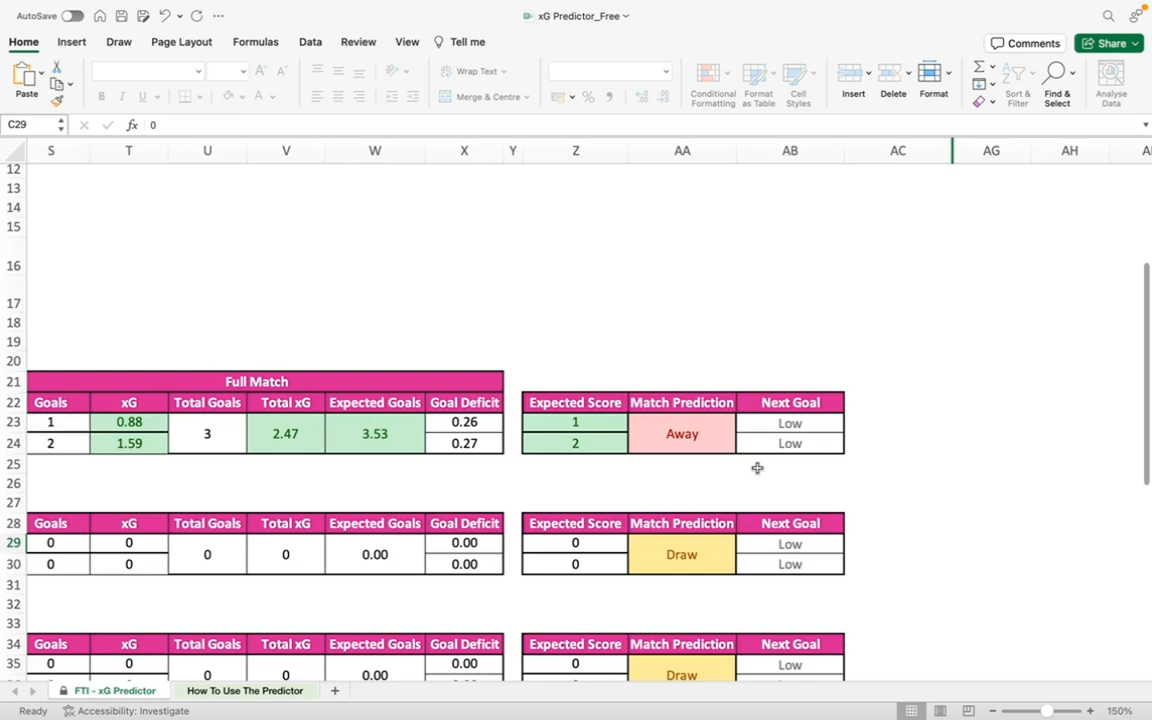 AutoSave
xG Predictor_Free
Home Insert Draw Page Layout Formulas Data Review View Tell me Comments Share
Paste
B I U A
Wrap Text
Merge & Centre
%
Conditional Formatting
Format as Table
Cell Styles
Insert
Delete
Format
Sort & Filter
Find & Select
Analyse Data
C29 fx 0
S T U V W X Y Z AA AB AC AG AH
12
13
14
15
16
17
18
19
20
21 Full Match
22 Goals xG Total Goals Total xG Expected Goals Goal Deficit Expected Score Match Prediction Next Goal
23 1 0.88 3 2.47 3.53 0.26 1 Away Low
24 2 1.59 0.27 2 Low
25
26
27
28 Goals xG Total Goals Total xG Expected Goals Goal Deficit Expected Score Match Prediction Next Goal
29 0 0 0 0 0.00 0.00 0 Draw Low
30 0 0 0.00 0 Low
31
32
33
34 Goals xG Total Goals Total xG Expected Goals Goal Deficit Expected Score Match Prediction Next Goal
35 0 0 0 0 0.00 0.00 0 Draw Low
FTI - xG Predictor How To Use The Predictor +
Ready Accessibility: Investigate 150%